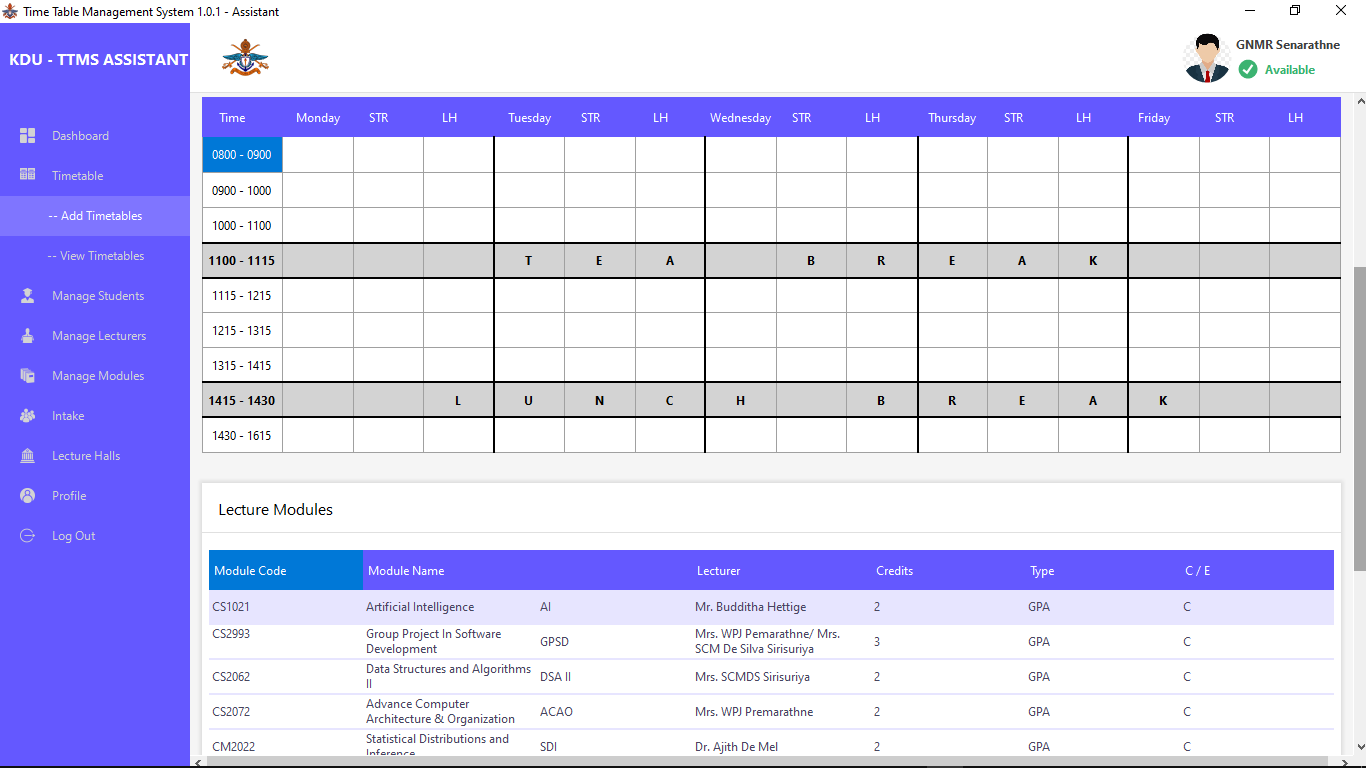 Time Table Management System 1.0.1 - Assistant
KDU - TTMS ASSISTANT
GNMR Senarathne
Available
Dashboard
Timetable
-- Add Timetables
-- View Timetables
Manage Students
Manage Lecturers
Manage Modules
Intake
Lecture Halls
Profile
Log Out
Time Monday STR LH Tuesday STR LH Wednesday STR LH Thursday STR LH Friday STR LH
0800 - 0900
0900 - 1000
1000 - 1100
1100 - 1115 T E A B R E A K
1115 - 1215
1215 - 1315
1315 - 1415
1415 - 1430 L U N C H B R E A K
1430 - 1615
Lecture Modules
Module Code Module Name Lecturer Credits Type C / E
CS1021 Artificial Intelligence AI Mr. Budditha Hettige 2 GPA C
CS2993 Group Project In Software Development GPSD Mrs. WPJ Pemarathne/ Mrs. SCM De Silva Sirisuriya 3 GPA C
CS2062 Data Structures and Algorithms II DSA II Mrs. SCMDS Sirisuriya 2 GPA C
CS2072 Advance Computer Architecture & Organization ACAO Mrs. WPJ Premarathne 2 GPA C
CM2022 Statistical Distributions and Inference SDI Dr. Ajith De Mel 2 GPA C